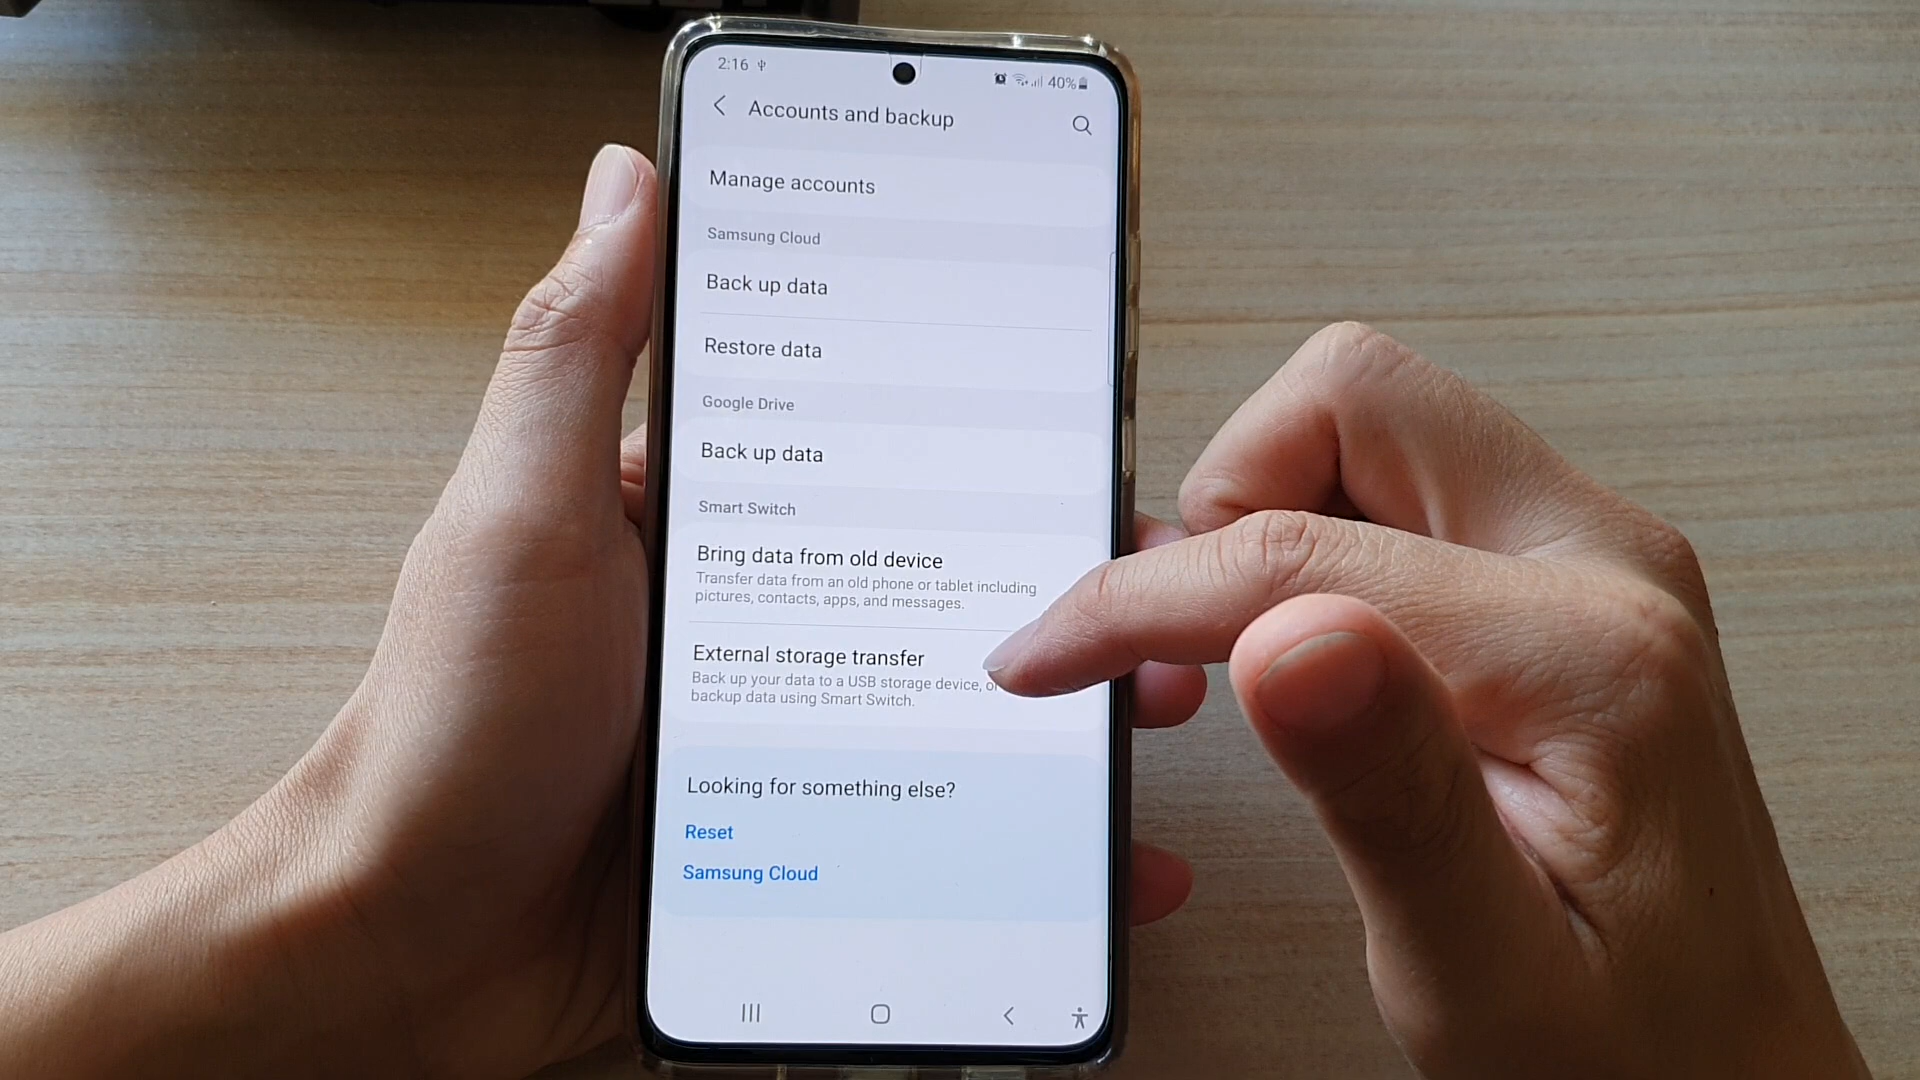 2:16
40%
Accounts and backup
Manage accounts
Samsung Cloud
Back up data
Restore data
Google Drive
Back up data
Smart Switch
Bring data from old device
Transfer data from an old phone or tablet including
pictures, contacts, apps, and messages.
External storage transfer
Back up your data to a USB storage device, or
backup data using Smart Switch.
Looking for something else?
Reset
Samsung Cloud